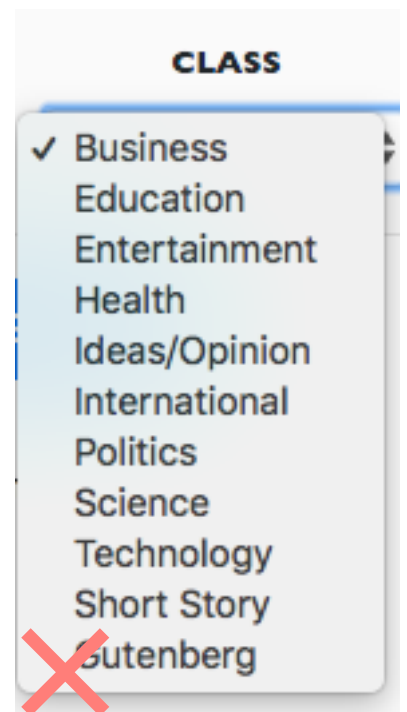 CLASS
✓ Business
Education
Entertainment
Health
Ideas/Opinion
International
Politics
Science
Technology
Short Story
Gutenberg